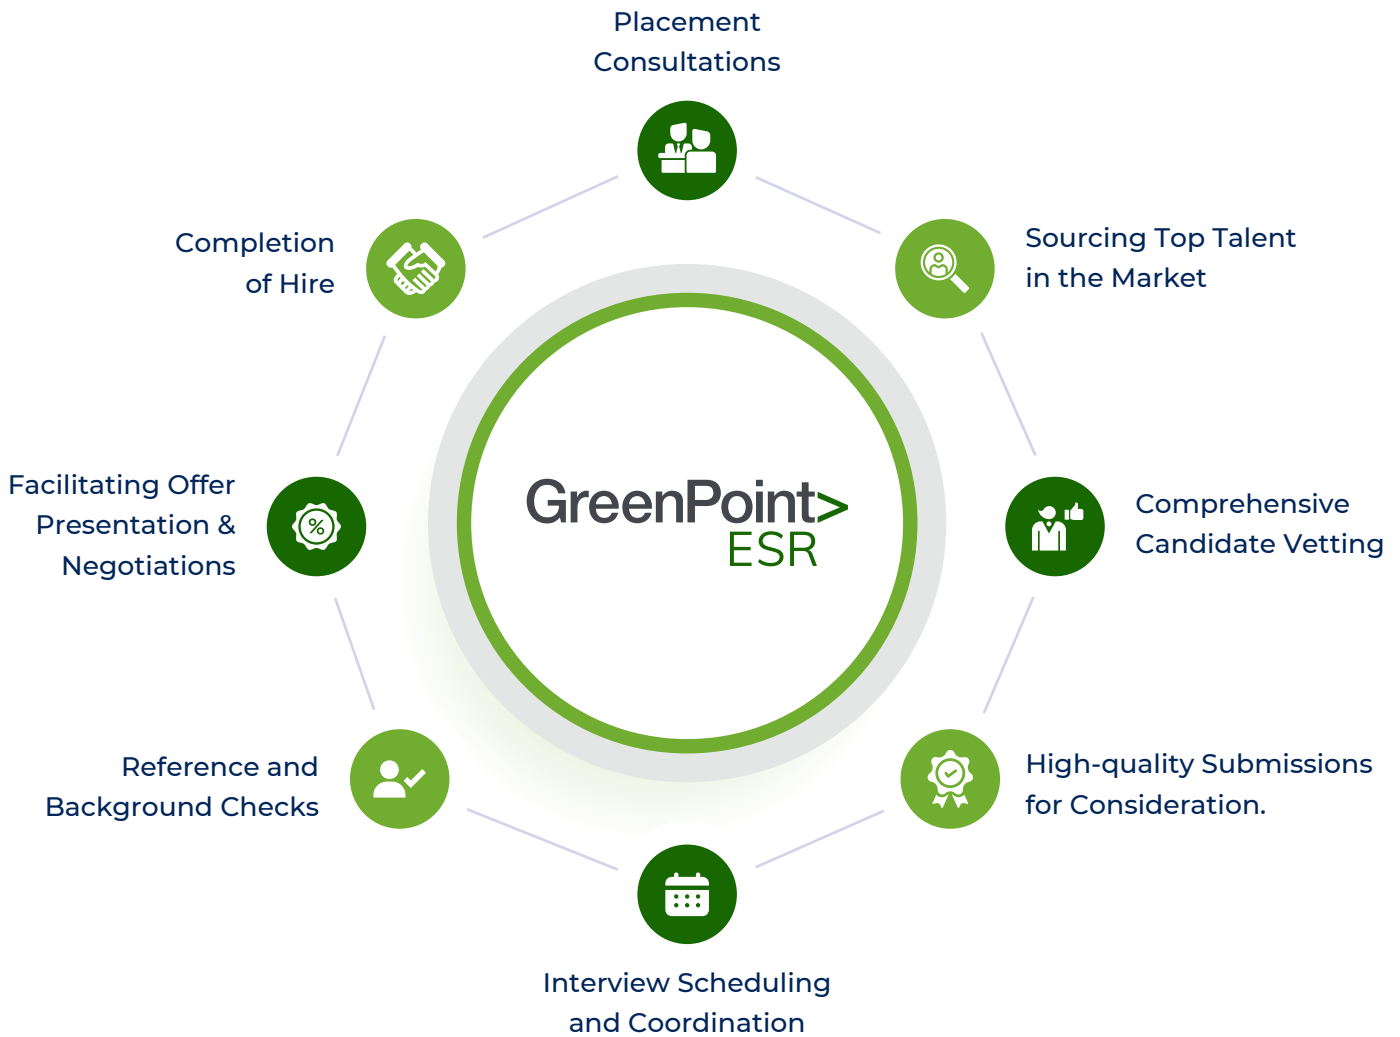 Placement
Consultations
Sourcing Top Talent
in the Market
Comprehensive
Candidate Vetting
High-quality Submissions
for Consideration.
Interview Scheduling
and Coordination
Reference and
Background Checks
Facilitating Offer
Presentation &
Negotiations
%
Completion
of Hire
GreenPoint>
ESR